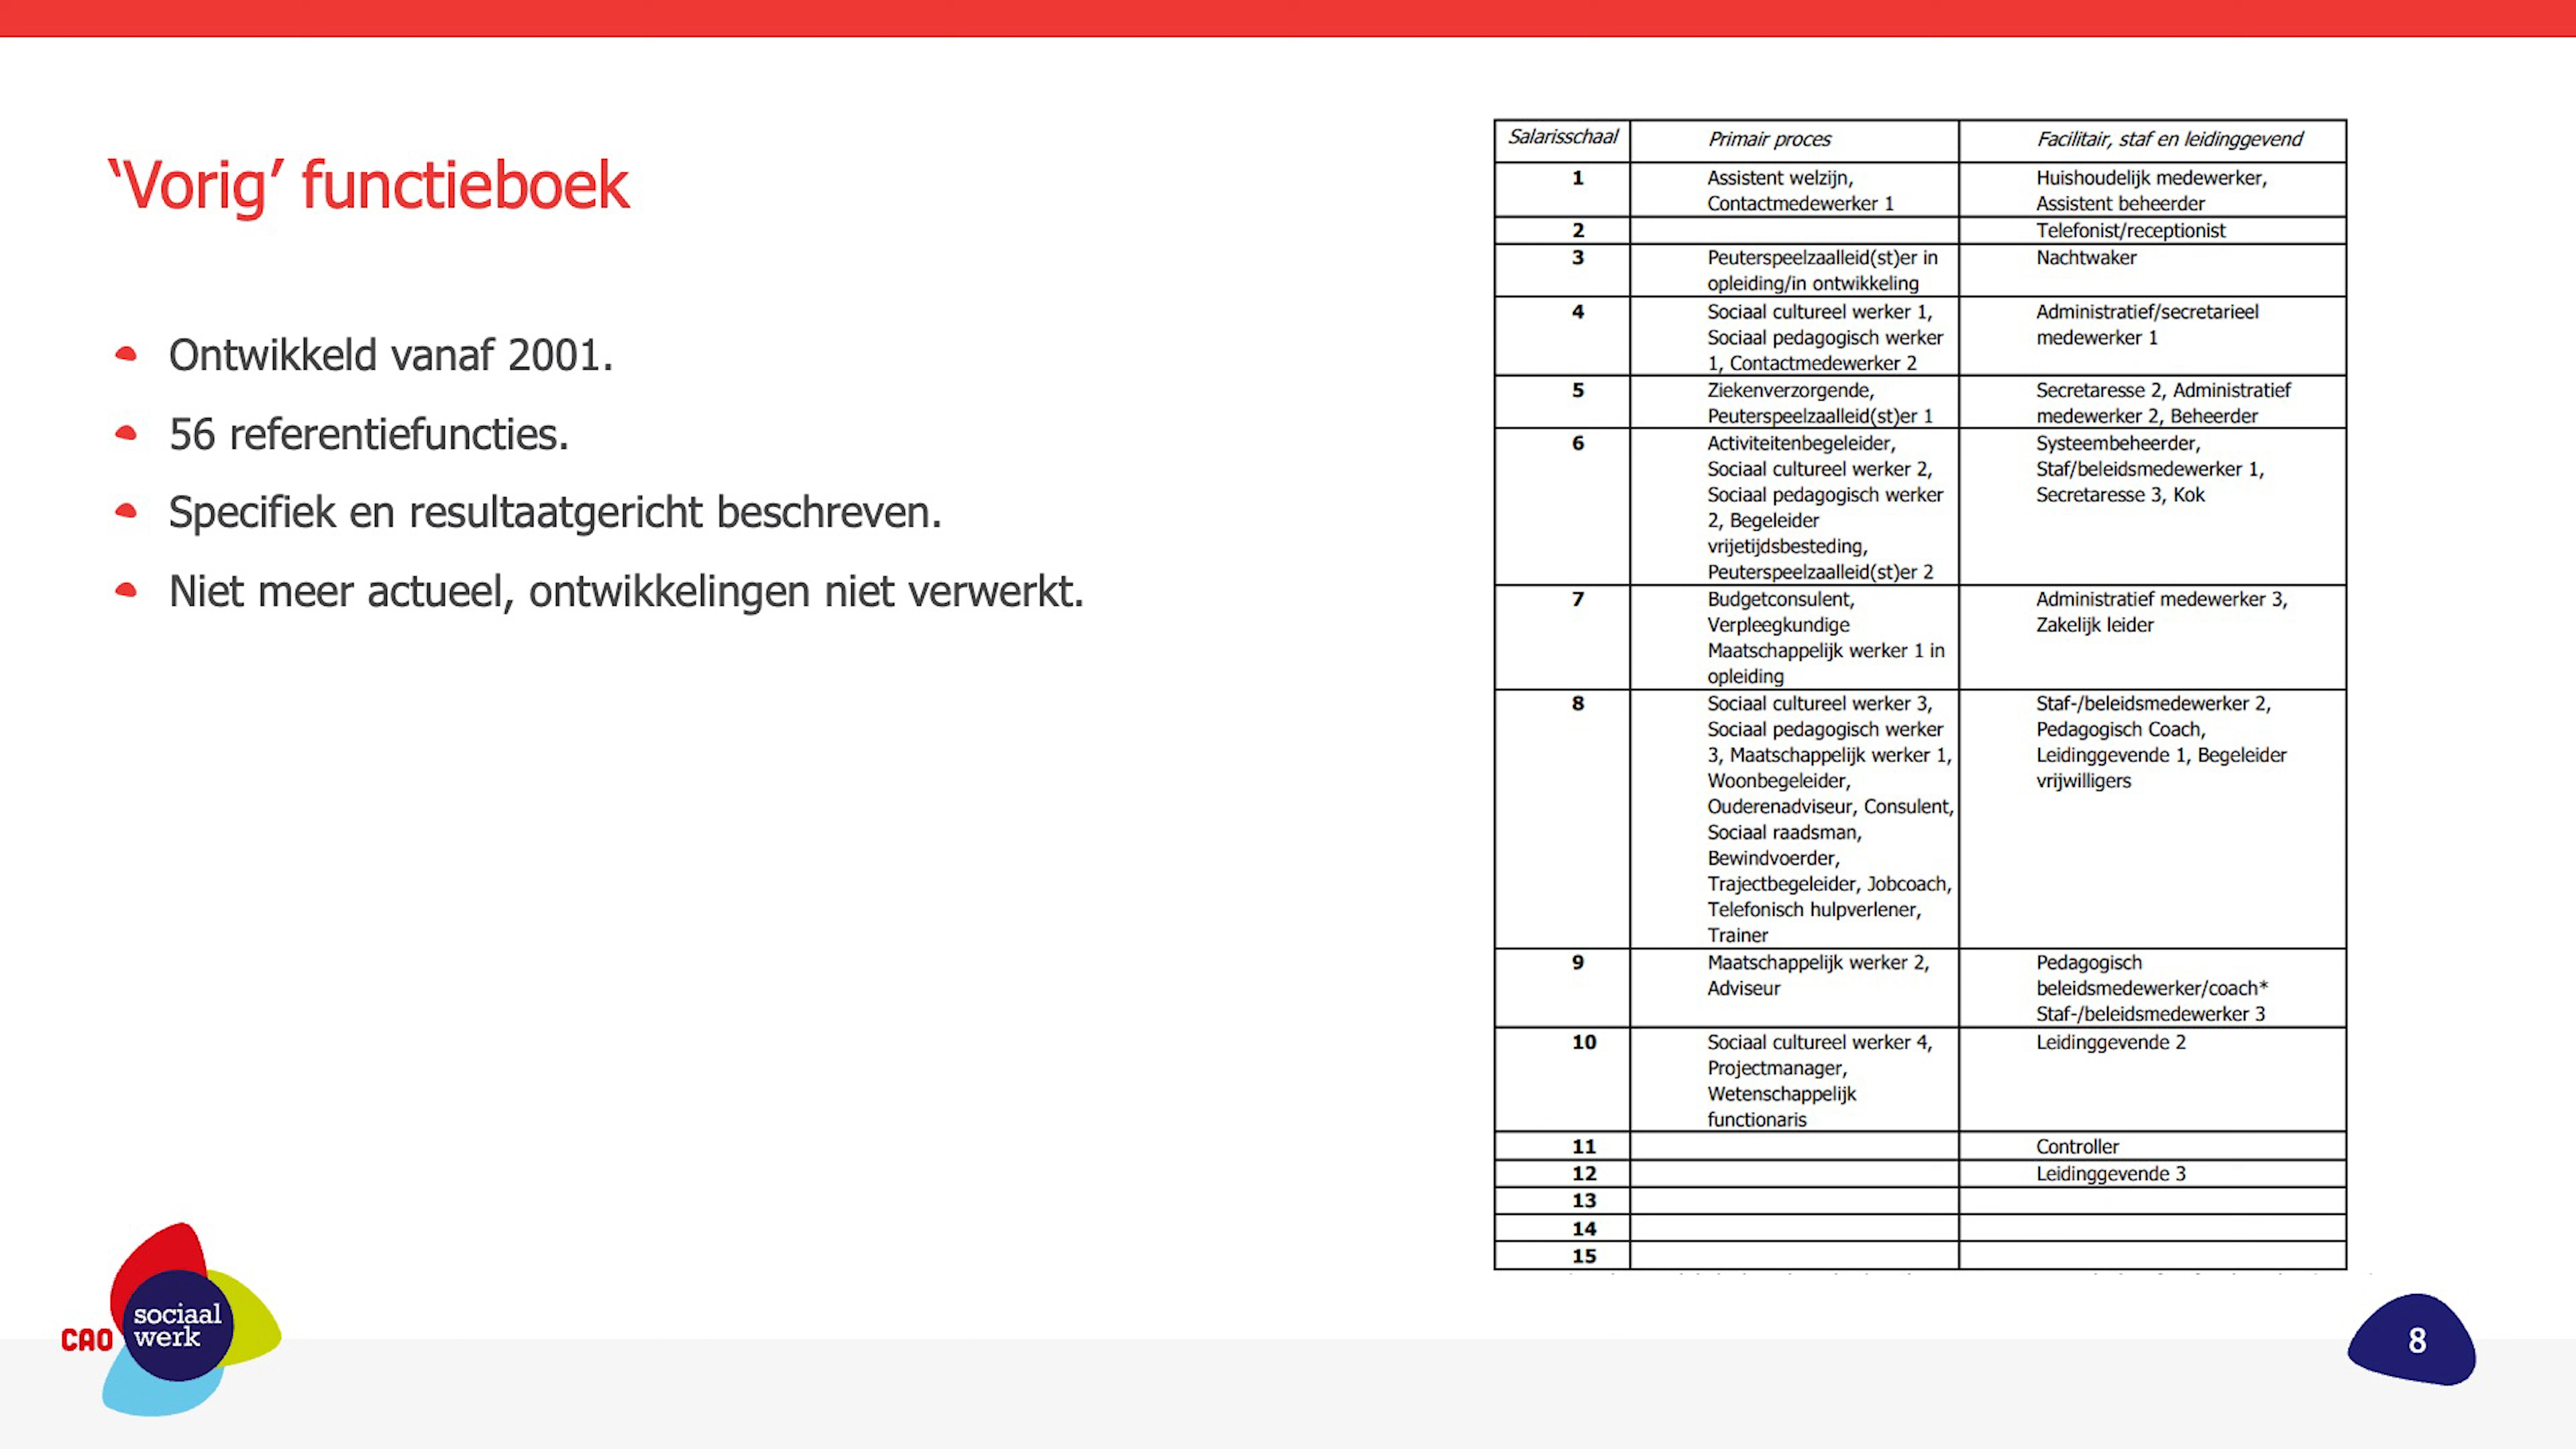 ‘Vorig’ functieboek
Ontwikkeld vanaf 2001.
56 referentiefuncties.
Specifiek en resultaatgericht beschreven.
Niet meer actueel, ontwikkelingen niet verwerkt.
Salarisschaal Primair proces Facilitair, staf en leidinggevend
1 Assistent welzijn, Huishoudelijk medewerker,
Contactmedewerker 1 Assistent beheerder
2 Telefonist/receptionist
3 Peuterspeelzaalleid(st)er in Nachtwaker
opleiding/in ontwikkeling
4 Sociaal cultureel werker 1, Administratief/secretarieel
Sociaal pedagogisch werker medewerker 1
1, Contactmedewerker 2
5 Ziekenverzorgende, Secretaresse 2, Administratief
Peuterspeelzaalleid(st)er 1 medewerker 2, Beheerder
6 Activiteitenbegeleider, Systeembeheerder,
Sociaal cultureel werker 2, Staf/beleidsmedewerker 1,
Sociaal pedagogisch werker Secretaresse 3, Kok
2, Begeleider
vrijetijdsbesteding,
Peuterspeelzaalleid(st)er 2
7 Budgetconsulent, Administratief medewerker 3,
Verpleegkundige Zakelijk leider
Maatschappelijk werker 1 in
opleiding
8 Sociaal cultureel werker 3, Staf-/beleidsmedewerker 2,
Sociaal pedagogisch werker Pedagogisch Coach,
3, Maatschappelijk werker 1, Leidinggevende 1, Begeleider
Woonbegeleider, vrijwilligers
Ouderenadviseur, Consulent,
Sociaal raadsman,
Bewindvoerder,
Trajectbegeleider, Jobcoach,
Telefonisch hulpverlener,
Trainer
9 Maatschappelijk werker 2, Pedagogisch
Adviseur beleidsmedewerker/coach*
Staf-/beleidsmedewerker 3
10 Sociaal cultureel werker 4, Leidinggevende 2
Projectmanager,
Wetenschappelijk
functionaris
11 Controller
12 Leidinggevende 3
13
14
15
CAO sociaal
werk
8